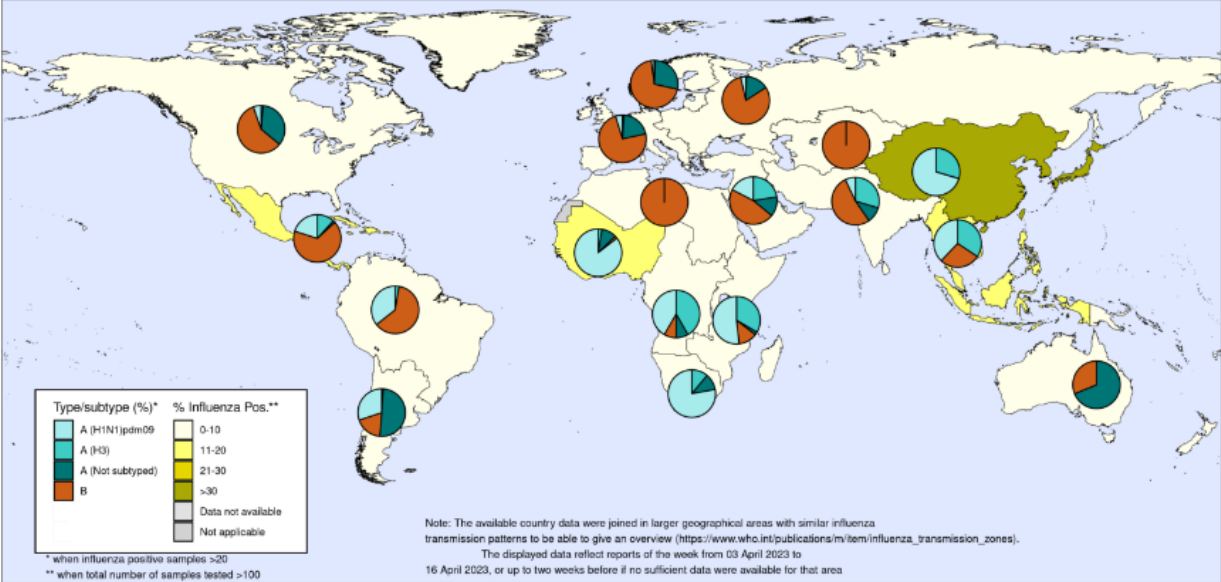 Type/subtype (%)*
A (H1N1)pdm09
A (H3)
A (Not subtyped)
B
% Influenza Pos.**
0-10
11-20
21-30
>30
Data not available
Not applicable
* when influenza positive samples >20
** when total number of samples tested >100
Note: The available country data were joined in larger geographical areas with similar influenza
transmission patterns to be able to give an overview (https://www.who.int/publications/m/item/influenza_transmission_zones).
The displayed data reflect reports of the week from 03 April 2023 to
16 April 2023, or up to two weeks before if no sufficient data were available for that area